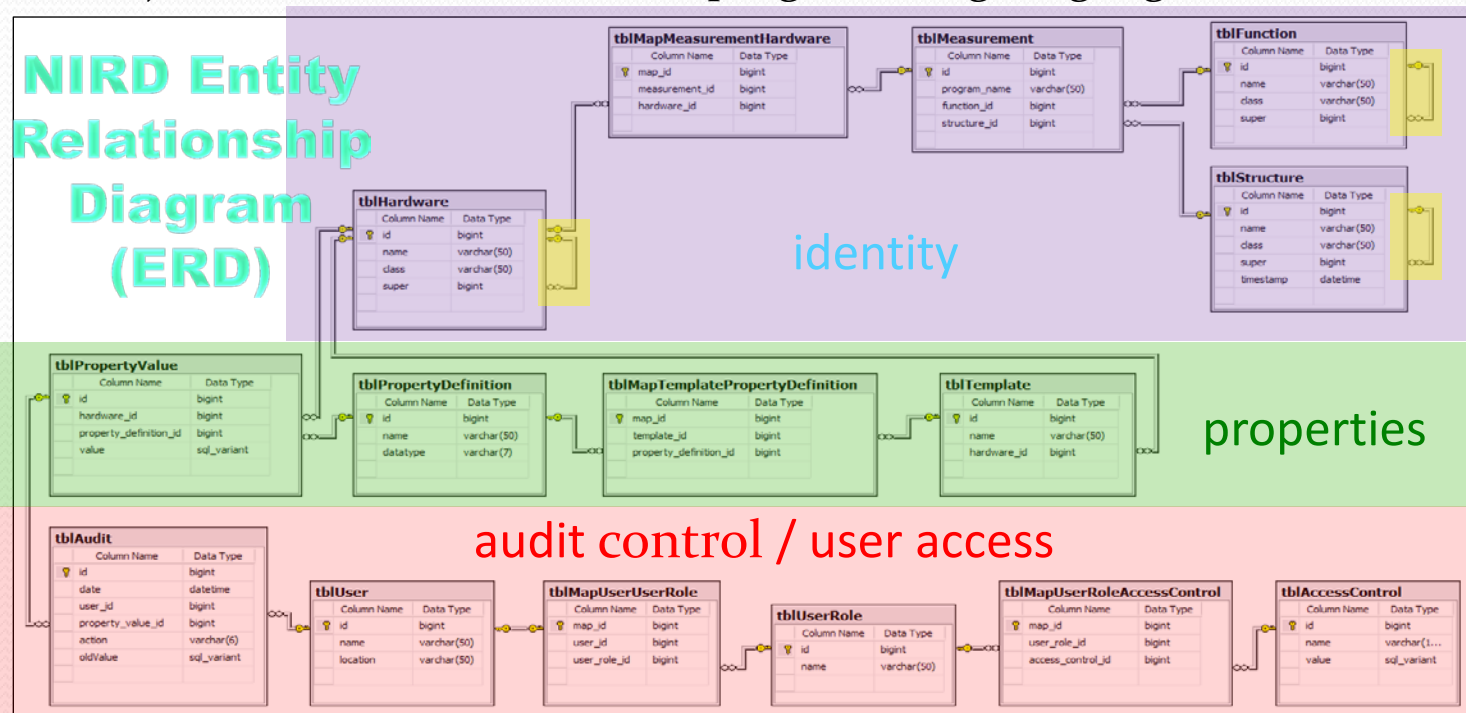 NIRD Entity
Relationship
Diagram
(ERD)
identity
tblMapMeasurementHardware
Column Name Data Type
map_id bigint
measurement_id bigint
hardware_id bigint
tblMeasurement
Column Name Data Type
id bigint
program_name varchar(50)
function_id bigint
structure_id bigint
tblFunction
Column Name Data Type
id bigint
name varchar(50)
class varchar(50)
super bigint
tblStructure
Column Name Data Type
id bigint
name varchar(50)
class varchar(50)
super bigint
timestamp datetime
tblHardware
Column Name Data Type
id bigint
name varchar(50)
class varchar(50)
super bigint
properties
tblPropertyValue
Column Name Data Type
id bigint
hardware_id bigint
property_definition_id bigint
value sql_variant
tblPropertyDefinition
Column Name Data Type
id bigint
name varchar(50)
datatype varchar(7)
tblMapTemplatePropertyDefinition
Column Name Data Type
map_id bigint
template_id bigint
property_definition_id bigint
tblTemplate
Column Name Data Type
id bigint
name varchar(50)
hardware_id bigint
audit control / user access
tblAudit
Column Name Data Type
id bigint
date datetime
user_id bigint
property_value_id bigint
action varchar(6)
oldValue sql_variant
tblUser
Column Name Data Type
id bigint
name varchar(50)
location varchar(50)
tblMapUserUserRole
Column Name Data Type
map_id bigint
user_id bigint
user_role_id bigint
tblUserRole
Column Name Data Type
id bigint
name varchar(50)
tblMapUserRoleAccessControl
Column Name Data Type
map_id bigint
user_role_id bigint
access_control_id bigint
tblAccessControl
Column Name Data Type
id bigint
name varchar(1...
value sql_variant